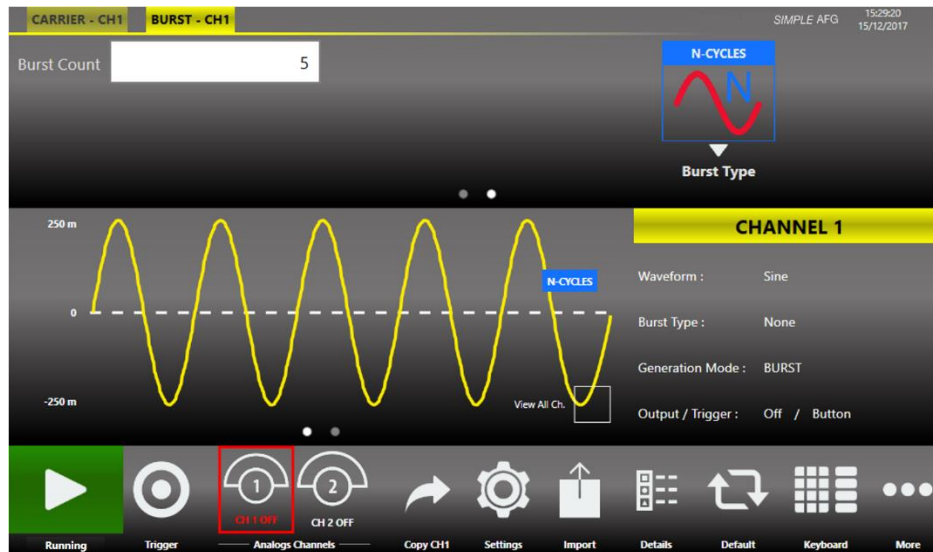 CARRIER - CH1 BURST - CH1 SIMPLE AFG 15:29:20
15/12/2017
Burst Count 5
N-CYCLES
N
Burst Type
250 m
CHANNEL 1
N-CYCLES
Waveform : Sine
0
Burst Type : None
Generation Mode : BURST
-250 m
View All Ch.
Output / Trigger : Off / Button
1 2
CH 1 OFF CH 2 OFF
Running Trigger Analogs Channels Copy CH1 Settings Import Details Default Keyboard More